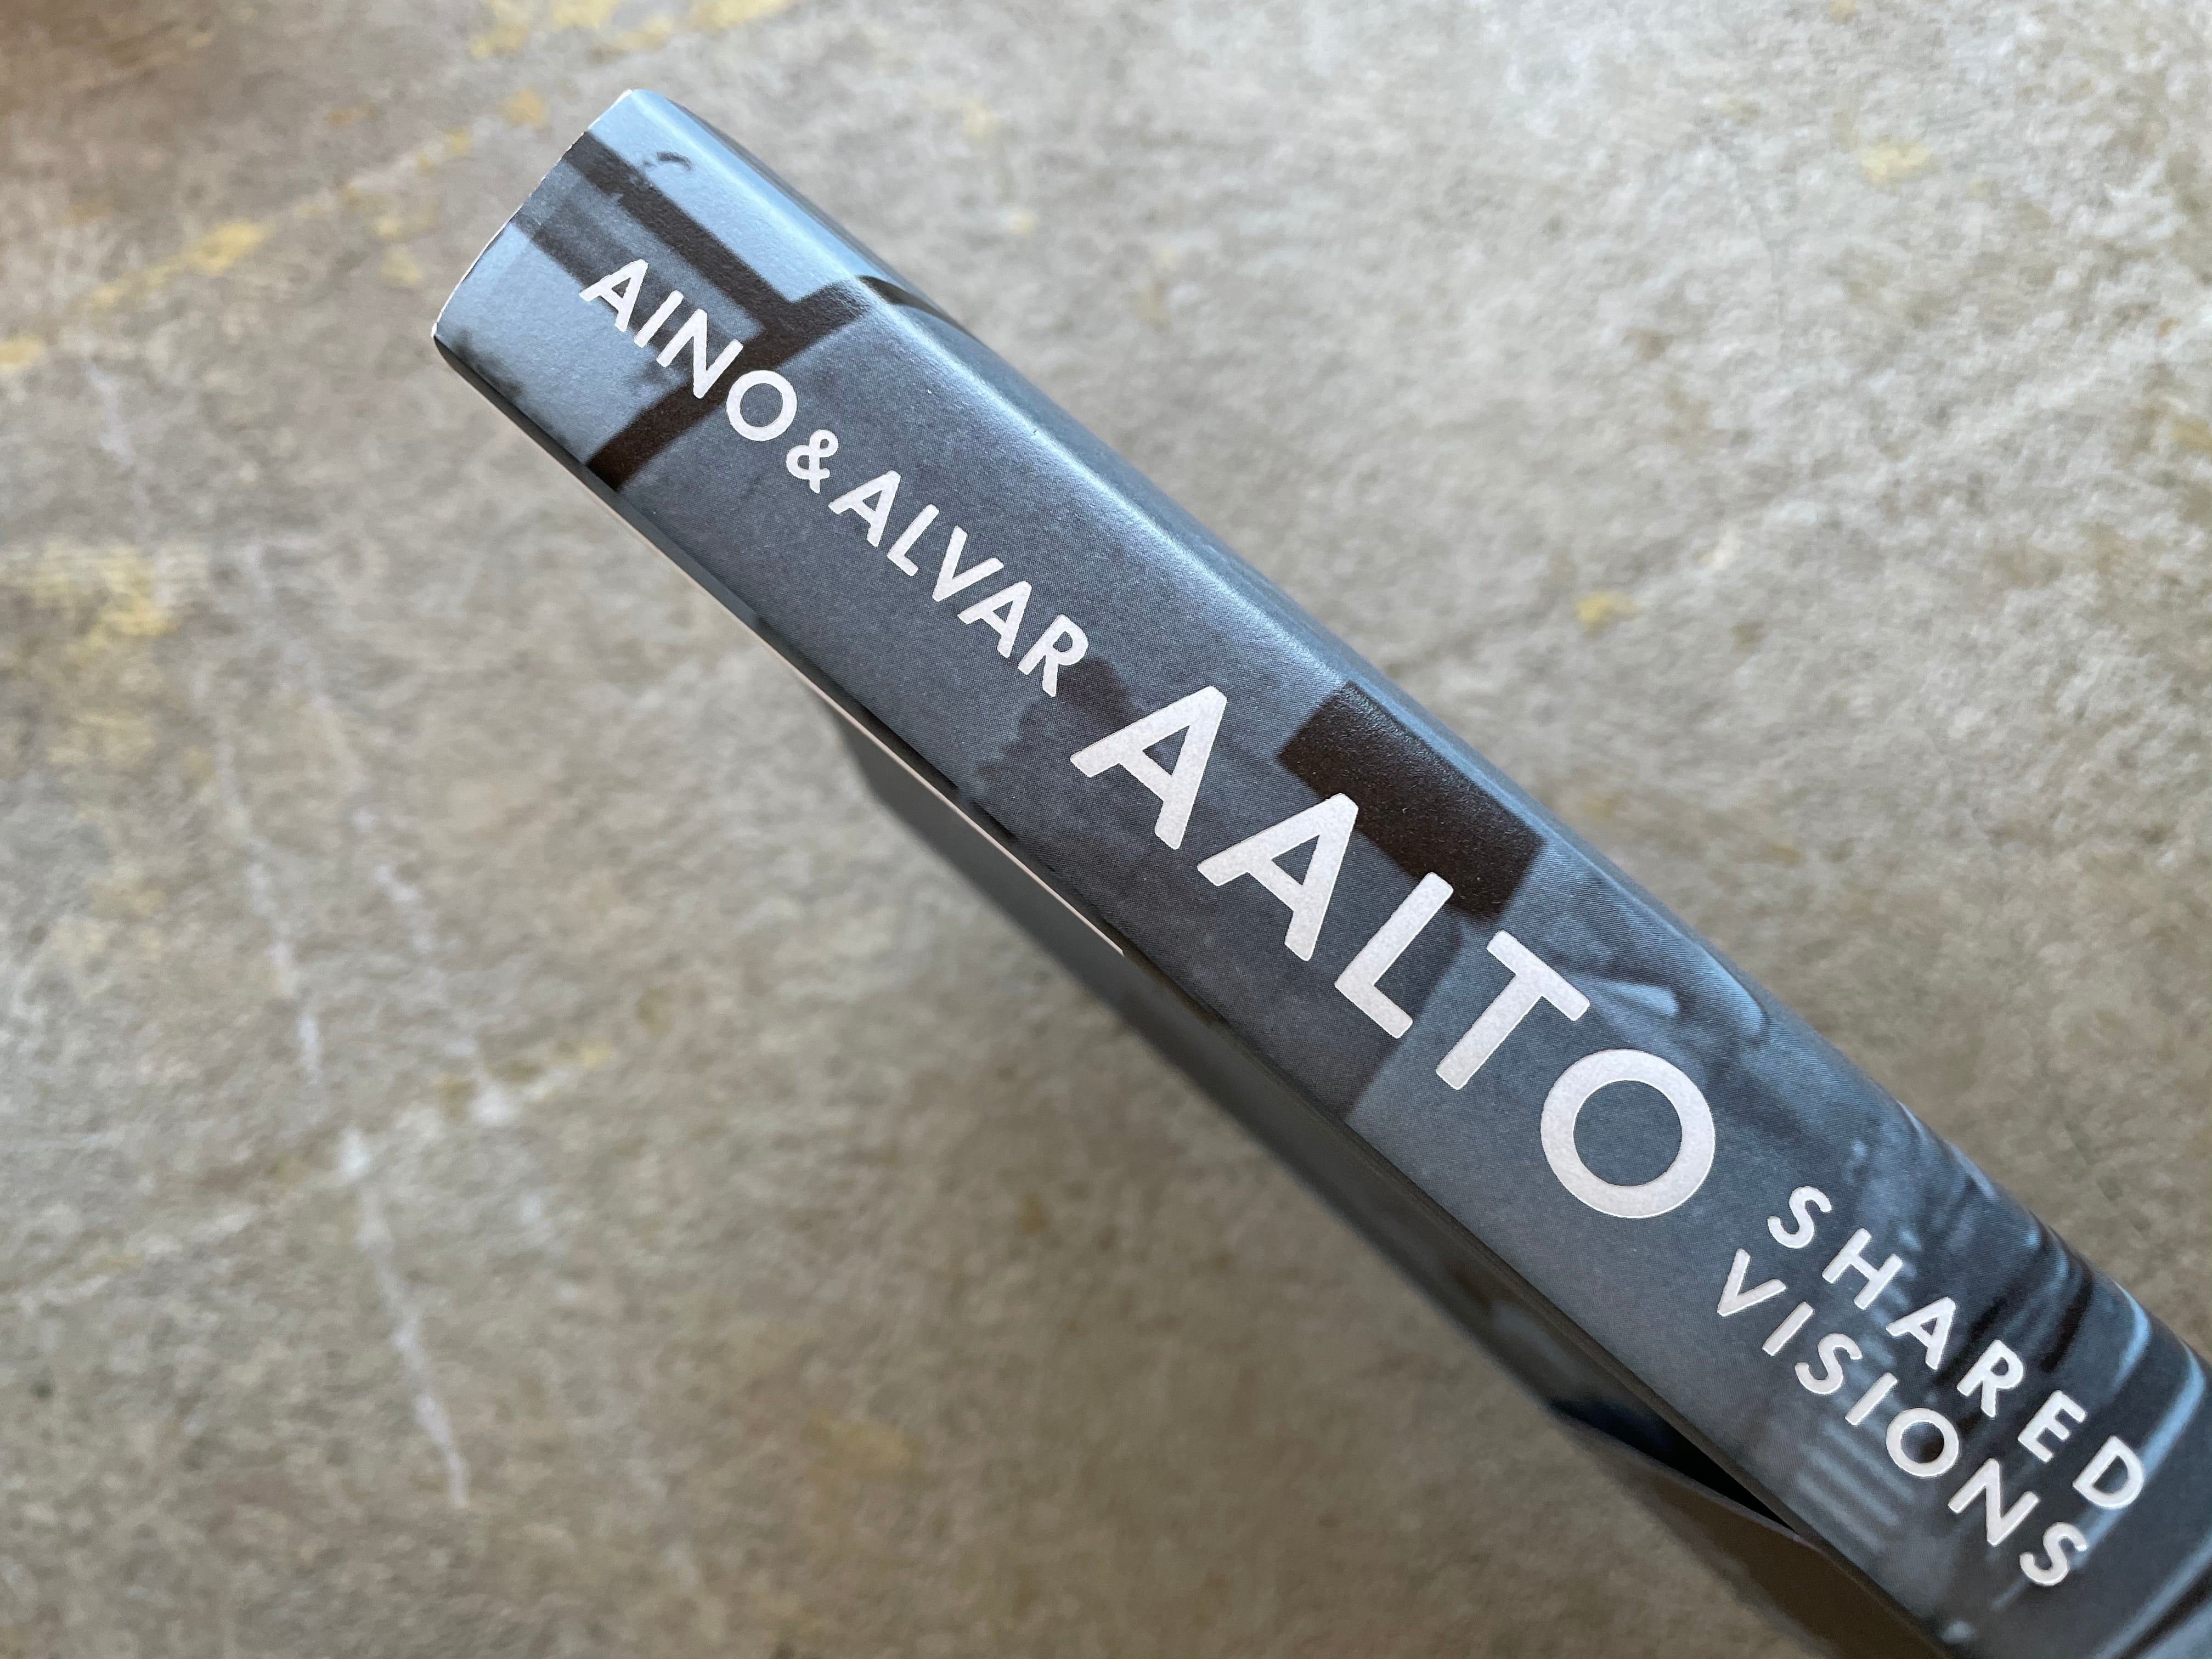 AINO & ALVAR AALTO
SHARED
VISIONS